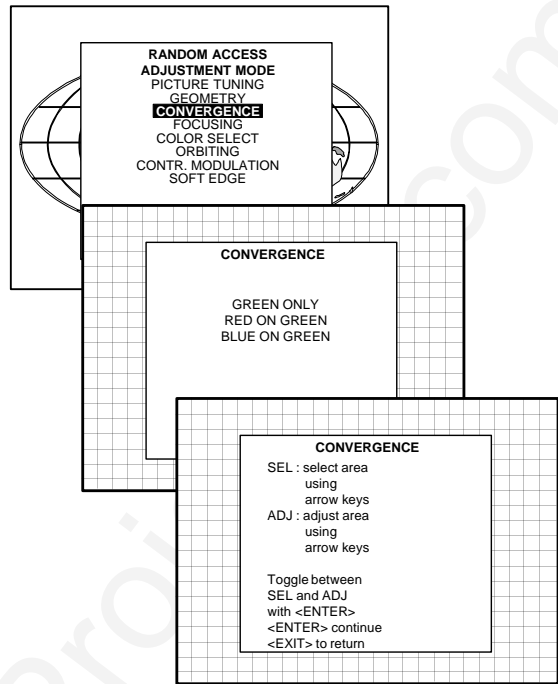 RANDOM ACCESS
ADJUSTMENT MODE
PICTURE TUNING
GEOMETRY
CONVERGENCE
FOCUSING
COLOR SELECT
ORBITING
CONTR. MODULATION
SOFT EDGE
CONVERGENCE
GREEN ONLY
RED ON GREEN
BLUE ON GREEN
CONVERGENCE
SEL : select area
using
arrow keys
ADJ : adjust area
using
arrow keys
Toggle between
SEL and ADJ
with <ENTER>
<ENTER> continue
<EXIT> to return